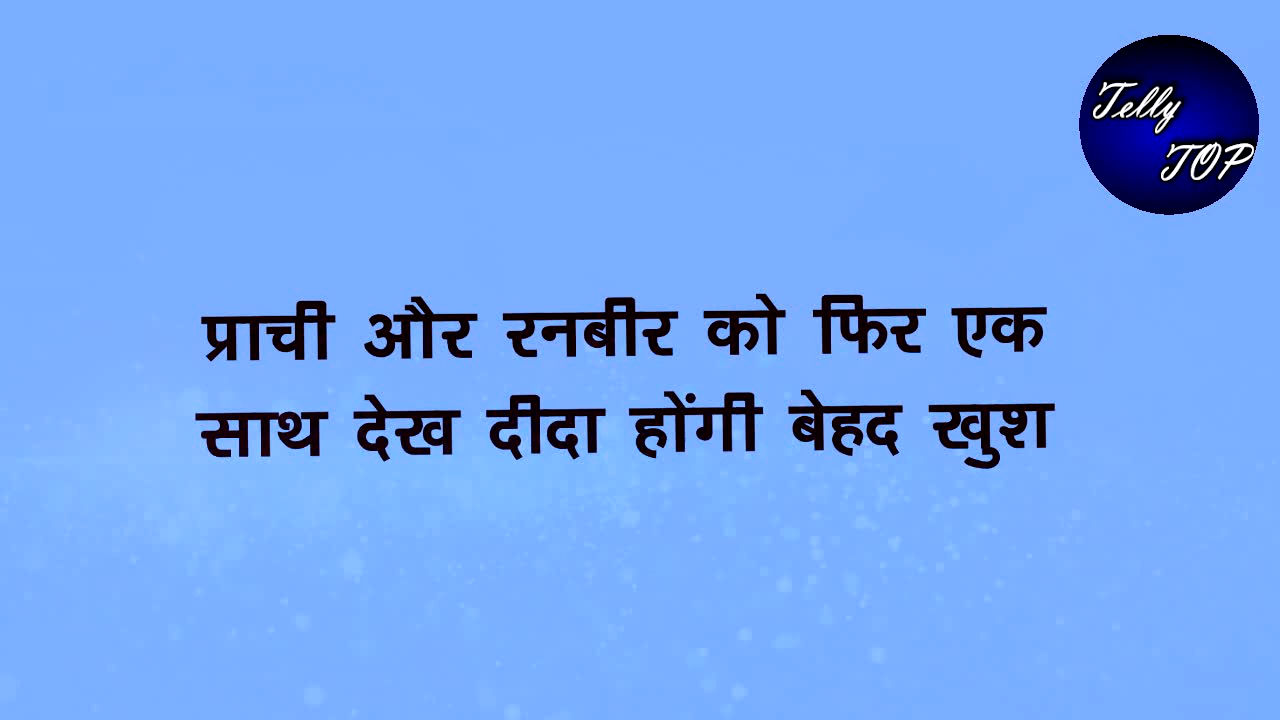 Telly
TOP
प्राची और रनबीर को फिर एक
साथ देख दीदा होंगी बेहद खुश